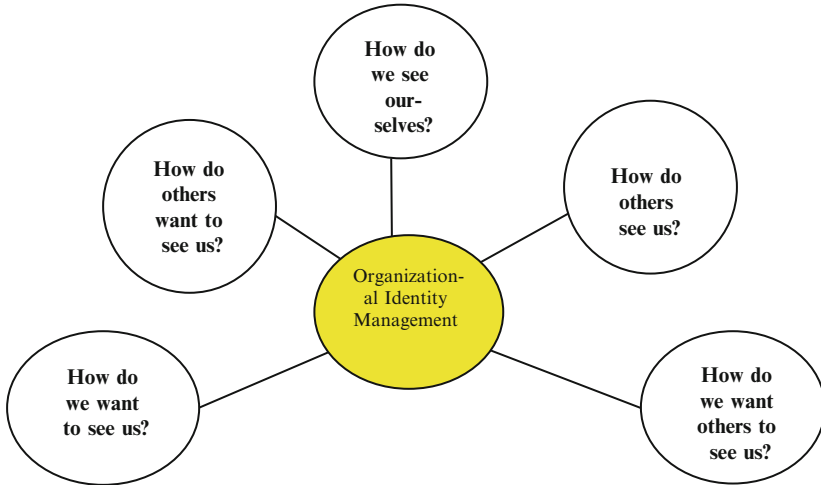 How do
we see
our-
selves?
How do
others
want to
see us?
How do
others
see us?
Organization-
al Identity
Management
How do
we want
to see us?
How do
we want
others to
see us?